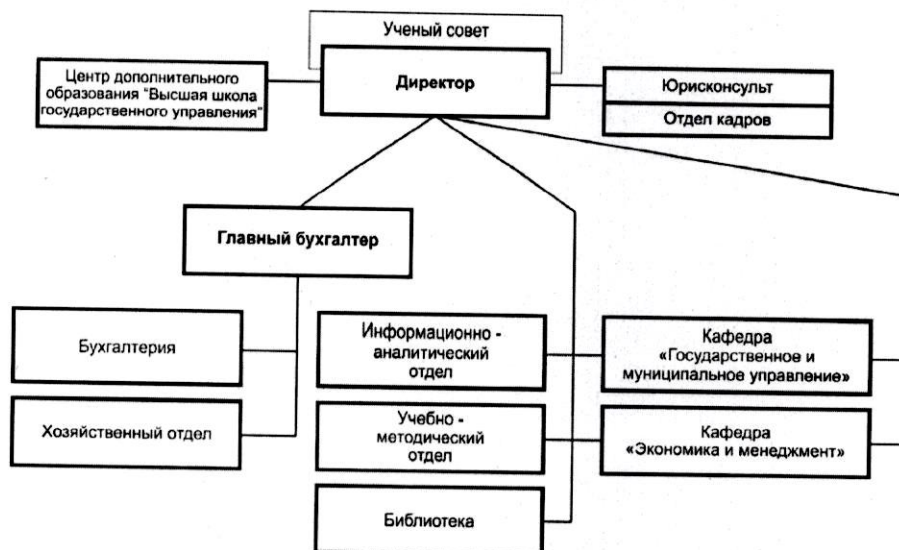 Ученый совет
Директор
Центр дополнительного
образования "Высшая школа
государственного управления"
Юрисконсульт
Отдел кадров
Главный бухгалтер
Бухгалтерия
Хозяйственный отдел
Информационно -
аналитический
отдел
Учебно -
методический
отдел
Библиотека
Кафедра
«Государственное и
муниципальное управление»
Кафедра
«Экономика и менеджмент»